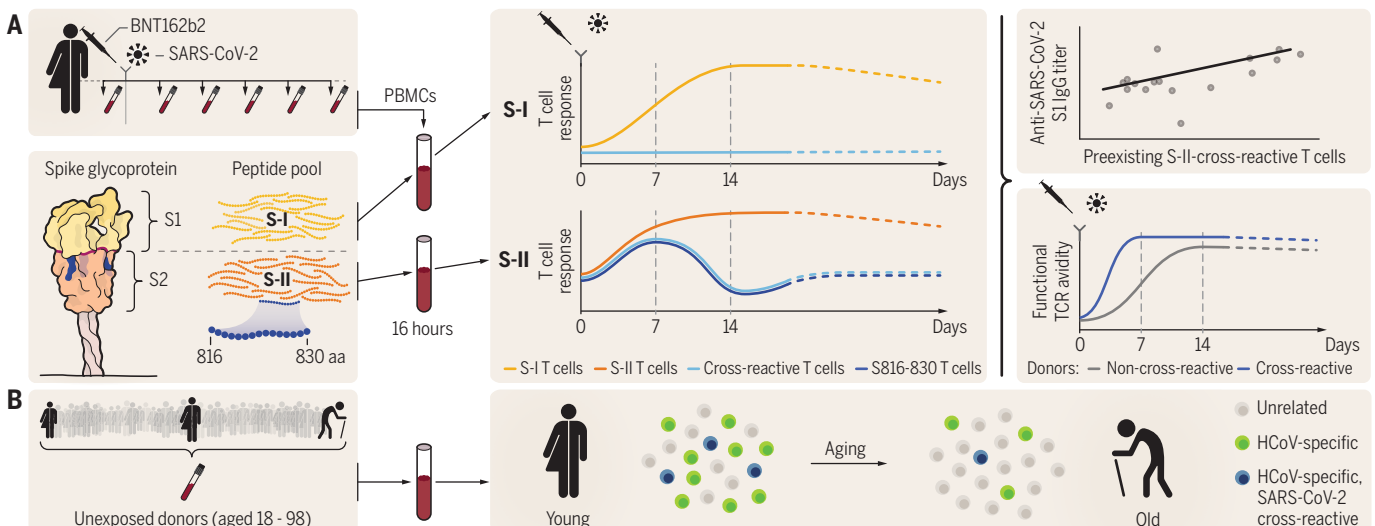 A
BNT162b2
SARS-CoV-2
PBMCs
Spike glycoprotein
Peptide pool
S1
S2
S-I
S-II
816
830 aa
16 hours
S-I
T cell
response
0
7
14
Days
S-II
T cell
response
0
7
14
Days
S-I T cells
S-II T cells
Cross-reactive T cells
S816-830 T cells
Anti-SARS-CoV-2
S1 IgG titer
Preexisting S-II-cross-reactive T cells
Functional
TCR avidity
0
7
14
Days
Donors:
Non-cross-reactive
Cross-reactive
B
Unexposed donors (aged 18 - 98)
Young
Aging
Old
Unrelated
HCoV-specific
HCoV-specific,
SARS-CoV-2
cross-reactive